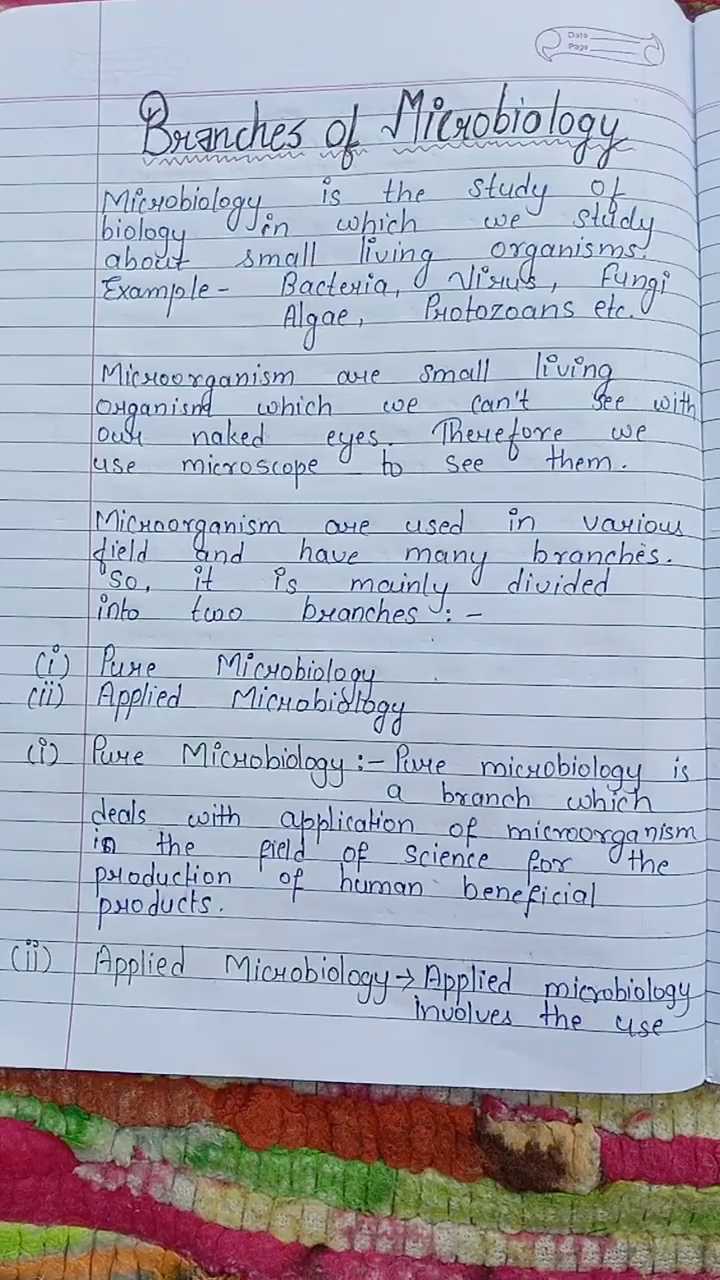 Date
Page
Branches of Microbiology
Microbiology is the study of
biology in which we study
about small living organisms.
Example - Bacteria, Virus, Fungi
Algae, Protozoans etc.
Microorganism are small living
organism which we can't see with
our naked eyes. Therefore we
use microscope to see them.
Microorganism are used in various
field and have many branches.
So, it is mainly divided
into two branches :-
(i) Pure Microbiology
(ii) Applied Microbiology
(i) Pure Microbiology :- Pure microbiology is
a branch which
deals with application of microorganism
in the field of science for the
production of human beneficial
products.
(ii) Applied Microbiology → Applied microbiology
involves the use